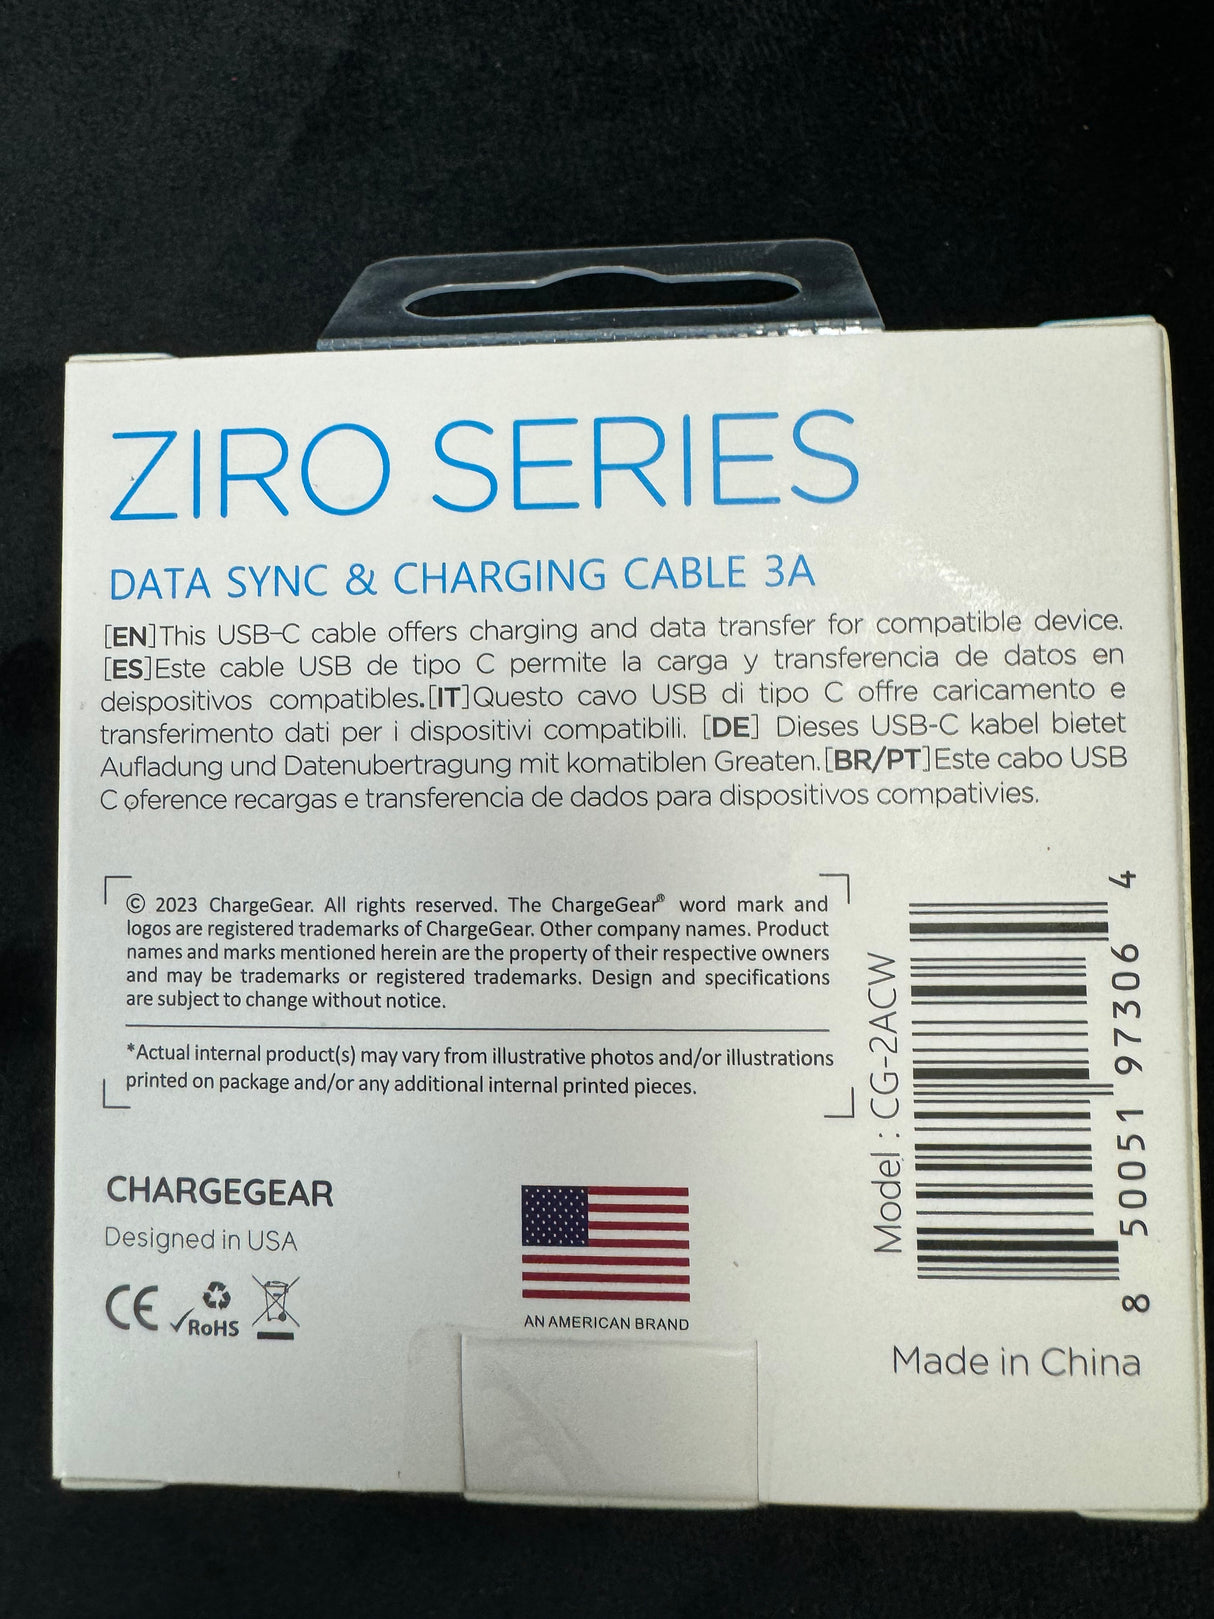 ZIRO SERIES
DATA SYNC & CHARGING CABLE 3A
[EN]This USB-C cable offers charging and data transfer for compatible device.
[ES]Este cable USB de tipo C permite la carga y transferencia de datos en
deispositivos compatibles.[IT]Questo cavo USB di tipo C offre caricamento e
transferimento dati per i dispositivi compatibili. [DE] Dieses USB-C kabel bietet
Aufladung und Datenubertragung mit komatiblen Greaten.[BR/PT]Este cabo USB
C oference recargas e transferencia de dados para dispositivos compativies.
© 2023 ChargeGear. All rights reserved. The ChargeGear® word mark and
logos are registered trademarks of ChargeGear. Other company names. Product
names and marks mentioned herein are the property of their respective owners
and may be trademarks or registered trademarks. Design and specifications
are subject to change without notice.
*Actual internal product(s) may vary from illustrative photos and/or illustrations
printed on package and/or any additional internal printed pieces.
Model : CG-2ACW
8 50051 97306 4
CHARGEGEAR
Designed in USA
CE
RoHS
AN AMERICAN BRAND
Made in China